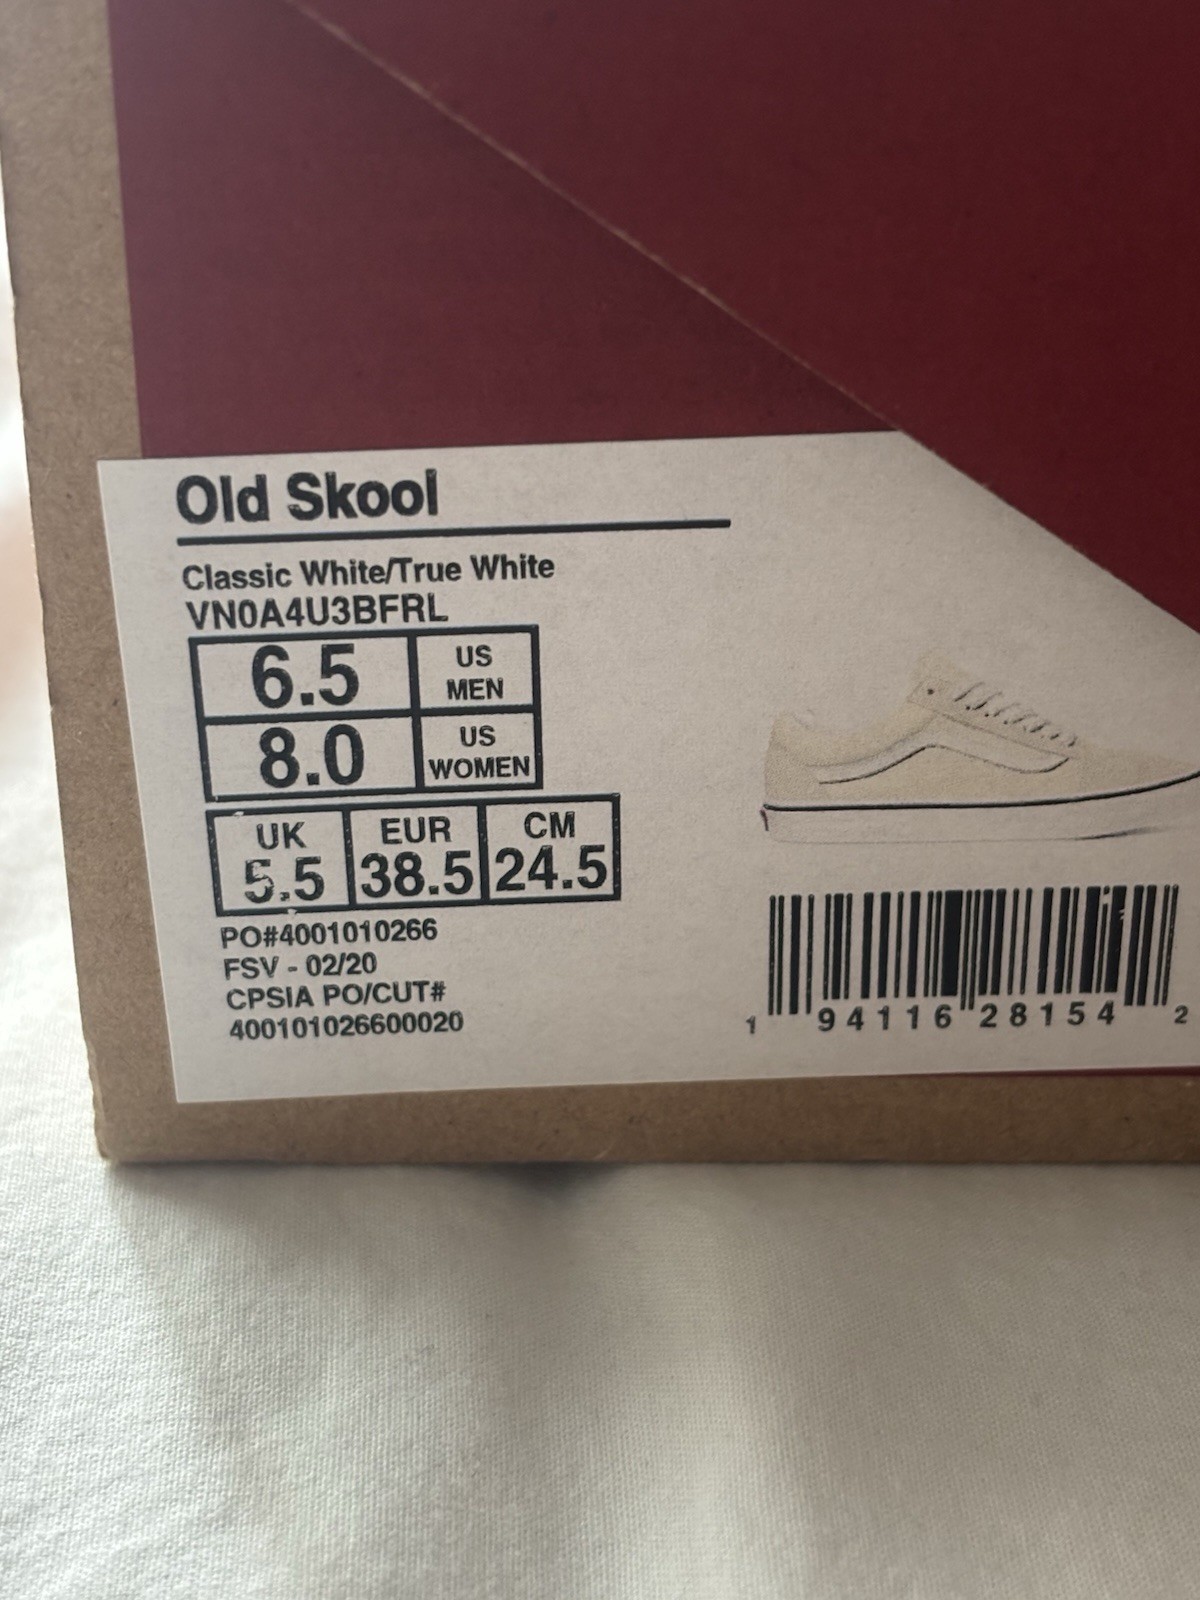 Old Skool
Classic White/True White
VN0A4U3BFRL
6.5 US MEN
8.0 US WOMEN
UK EUR CM
5.5 38.5 24.5
PO#4001010266
FSV - 02/20
CPSIA PO/CUT#
400101026600020
1 94116 28154 2